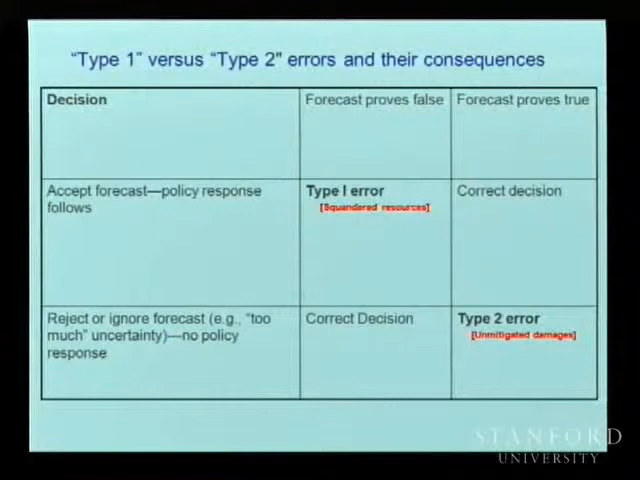 “Type 1” versus “Type 2" errors and their consequences
Decision
Forecast proves false
Forecast proves true
Accept forecast—policy response
follows
Type I error
[Squandered resources]
Correct decision
Reject or ignore forecast (e.g., “too
much” uncertainty)—no policy
response
Correct Decision
Type 2 error
[Unmitigated damages]
STANFORD
UNIVERSITY